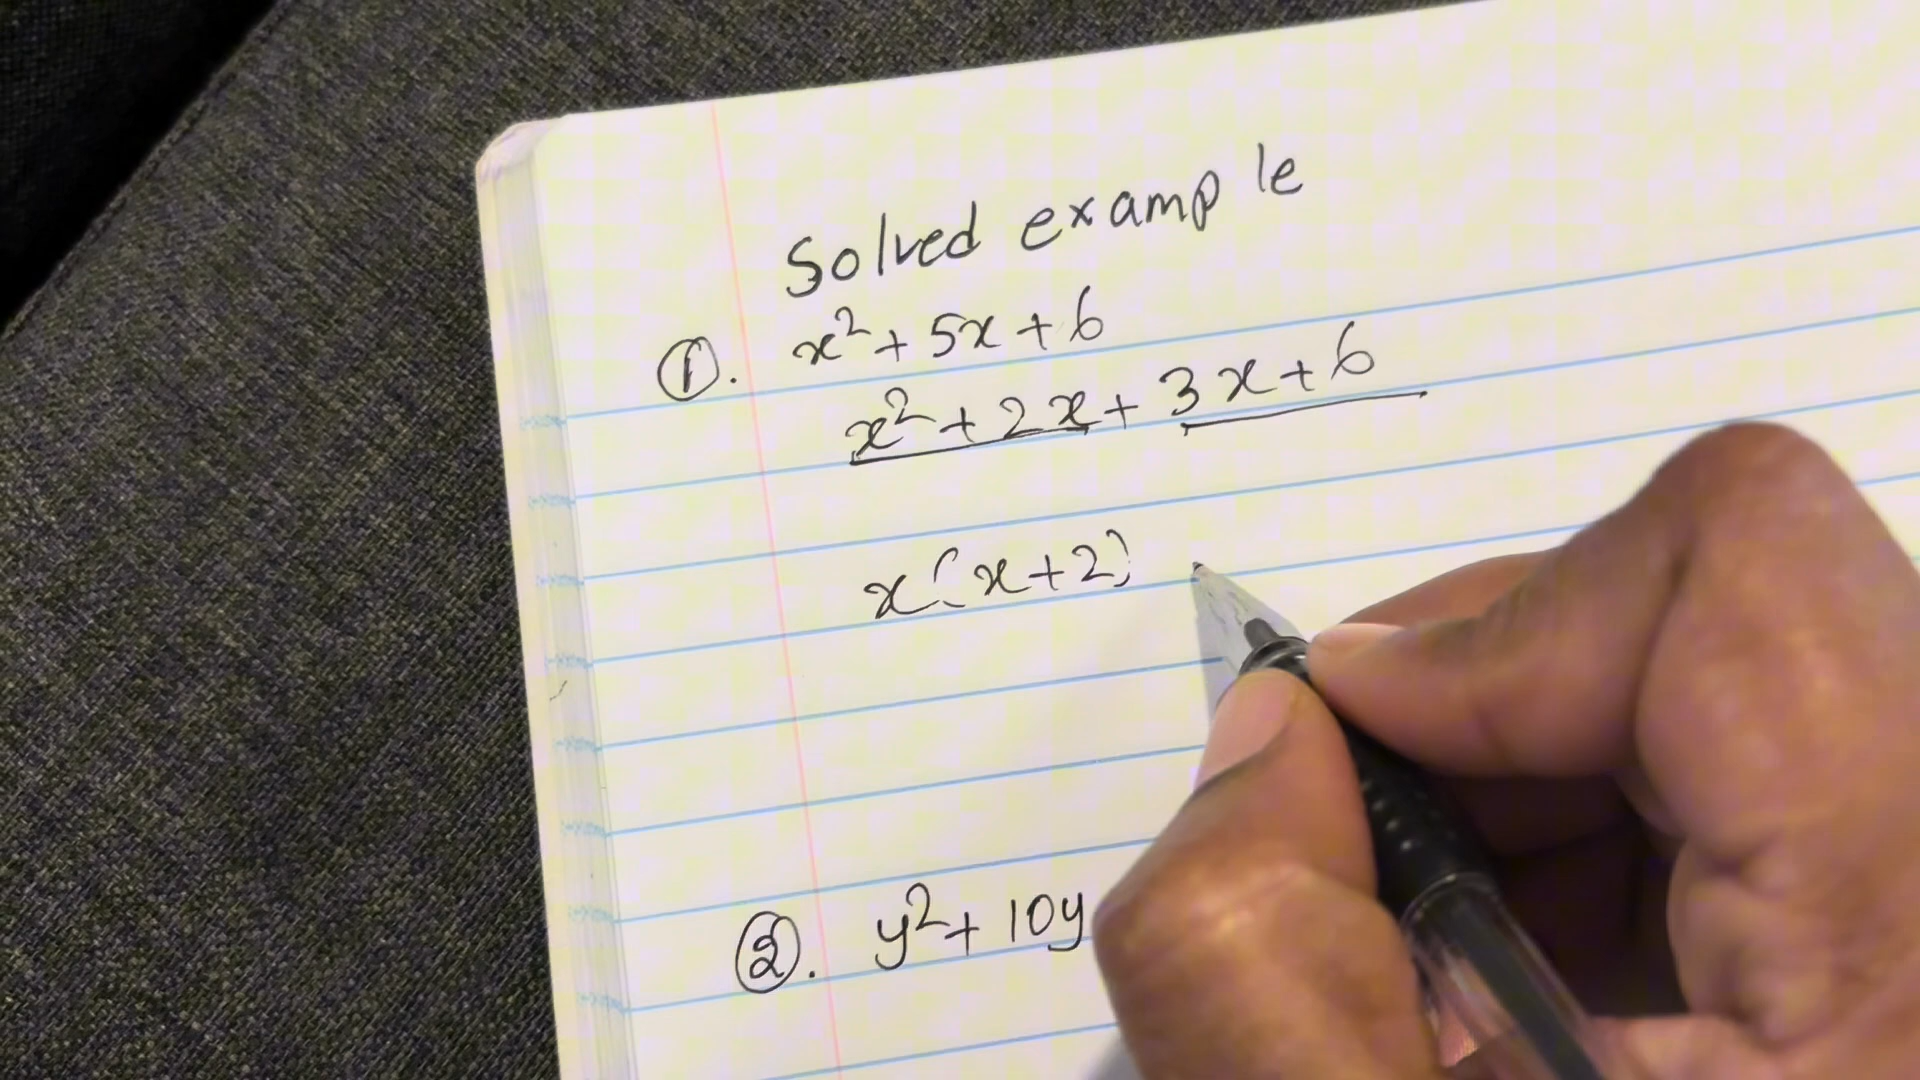 Solved example
①. x² + 5x + 6
x² + 2x + 3x + 6
x(x + 2)
②. y² + 10y